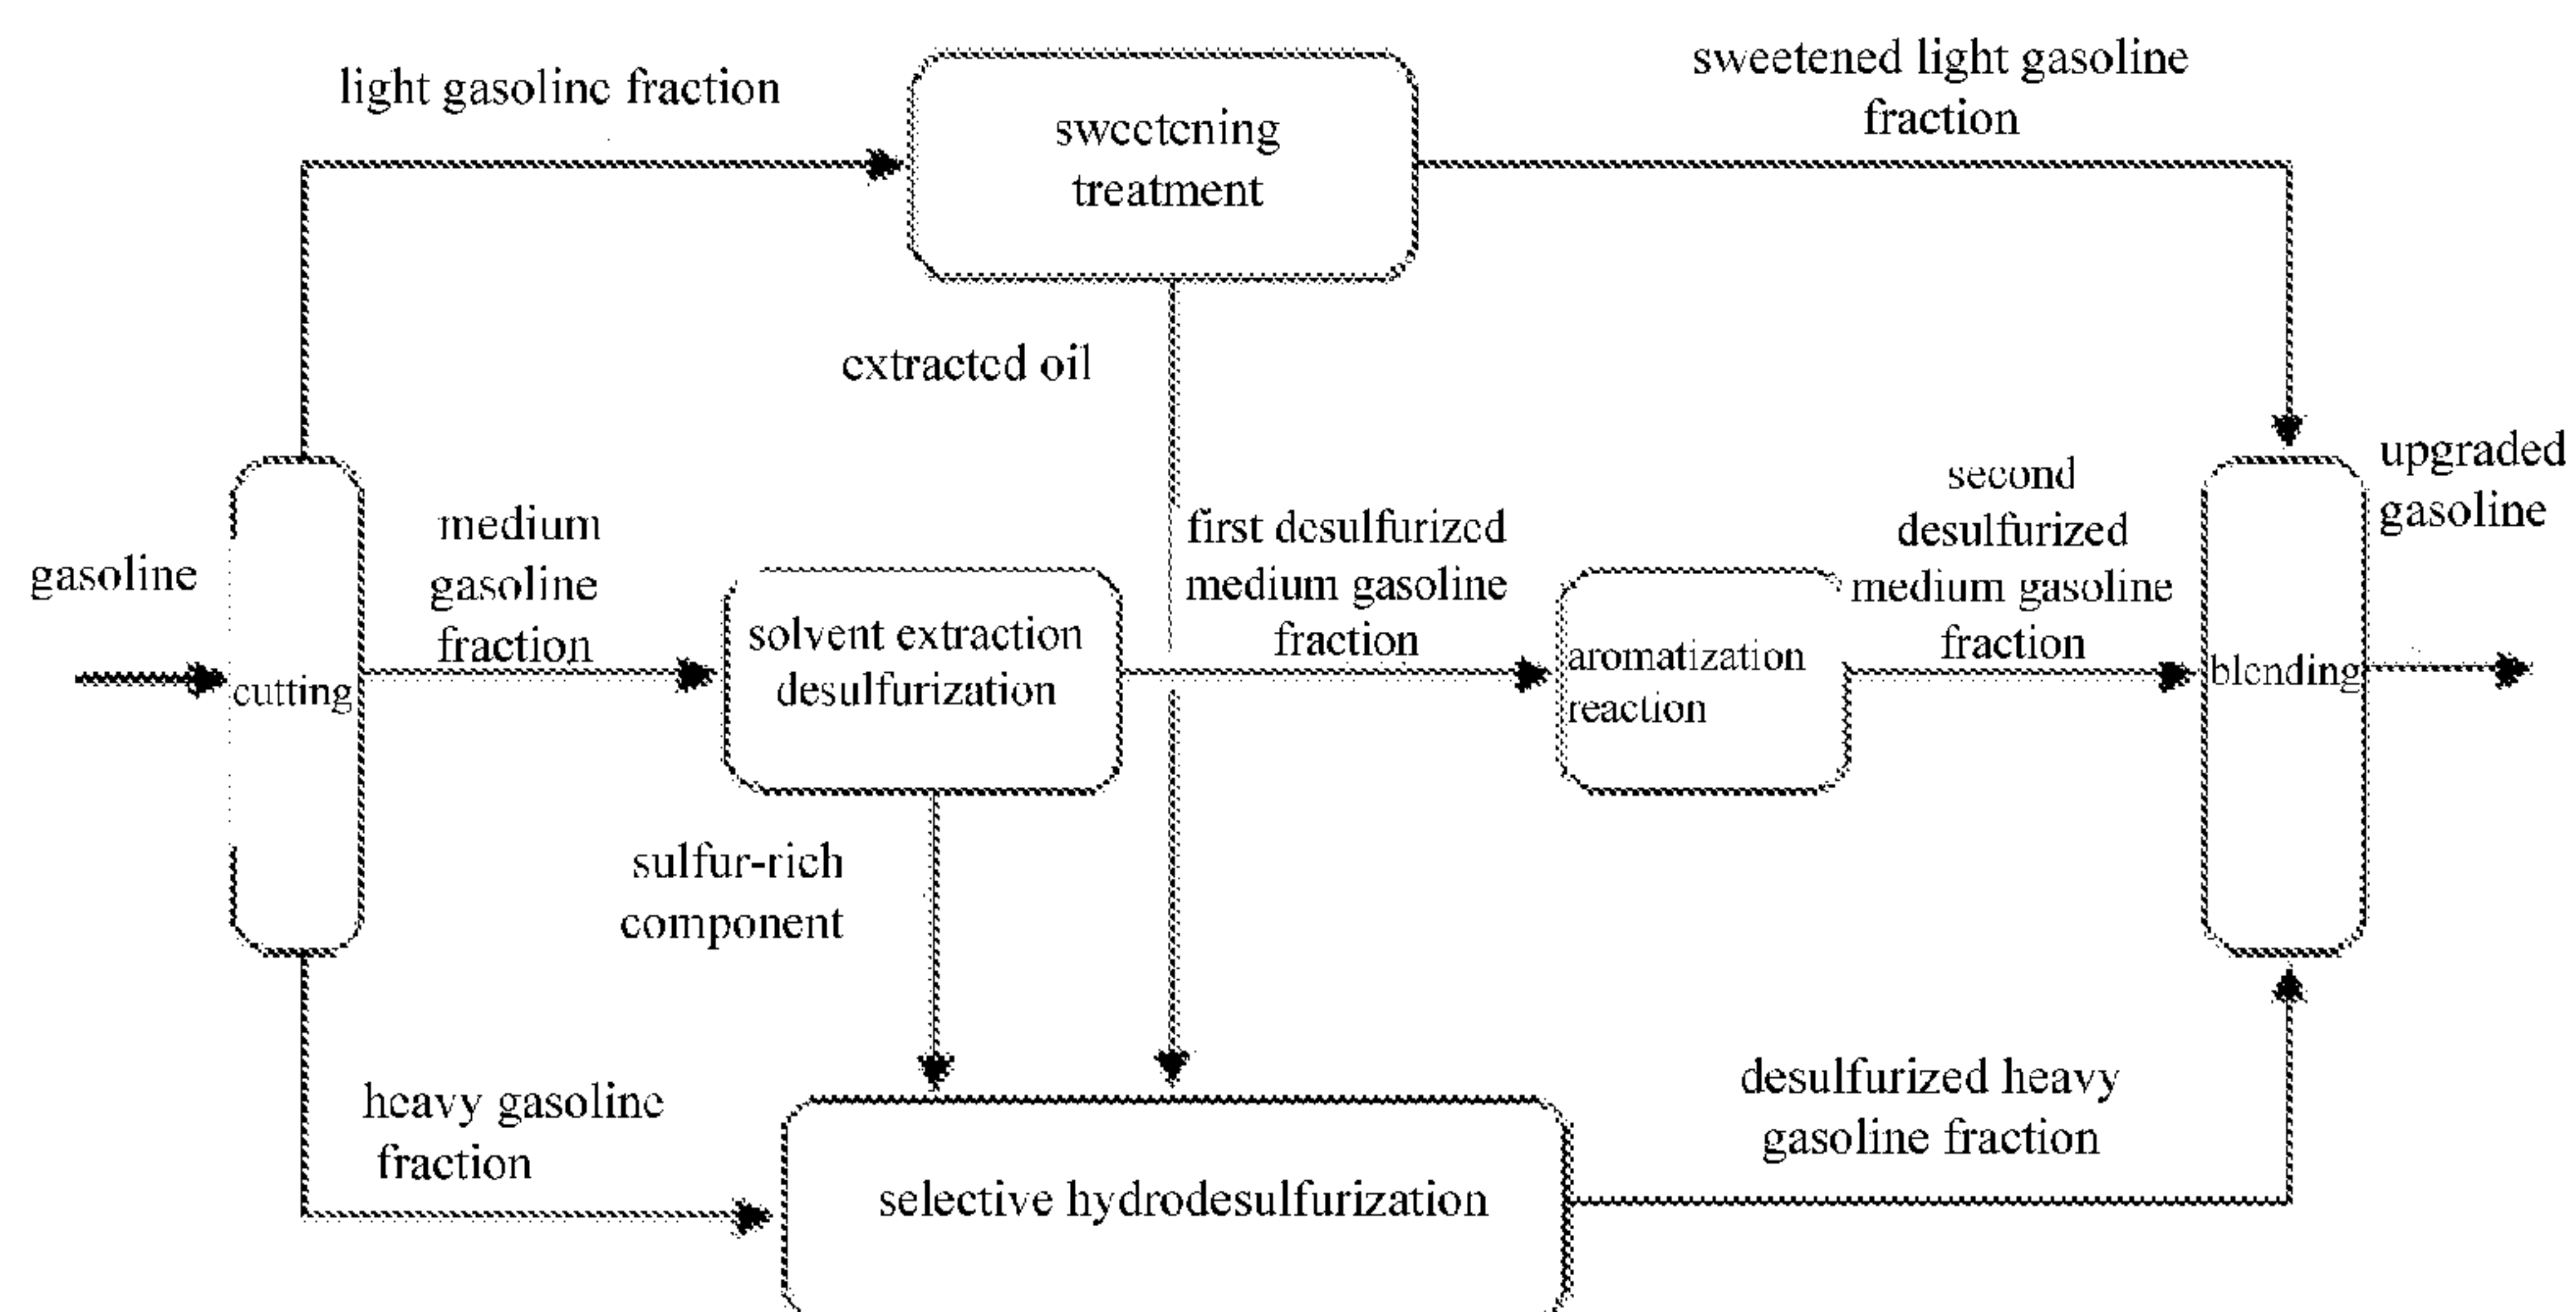 light gasoline fraction
sweetened light gasoline
fraction
sweetening
treatment
extracted oil
gasoline
cutting
medium
gasoline
fraction
solvent extraction
desulfurization
first desulfurized
medium gasoline
fraction
aromatization
reaction
second
desulfurized
medium gasoline
fraction
blending
upgraded
gasoline
sulfur-rich
component
heavy gasoline
fraction
selective hydrodesulfurization
desulfurized heavy
gasoline fraction